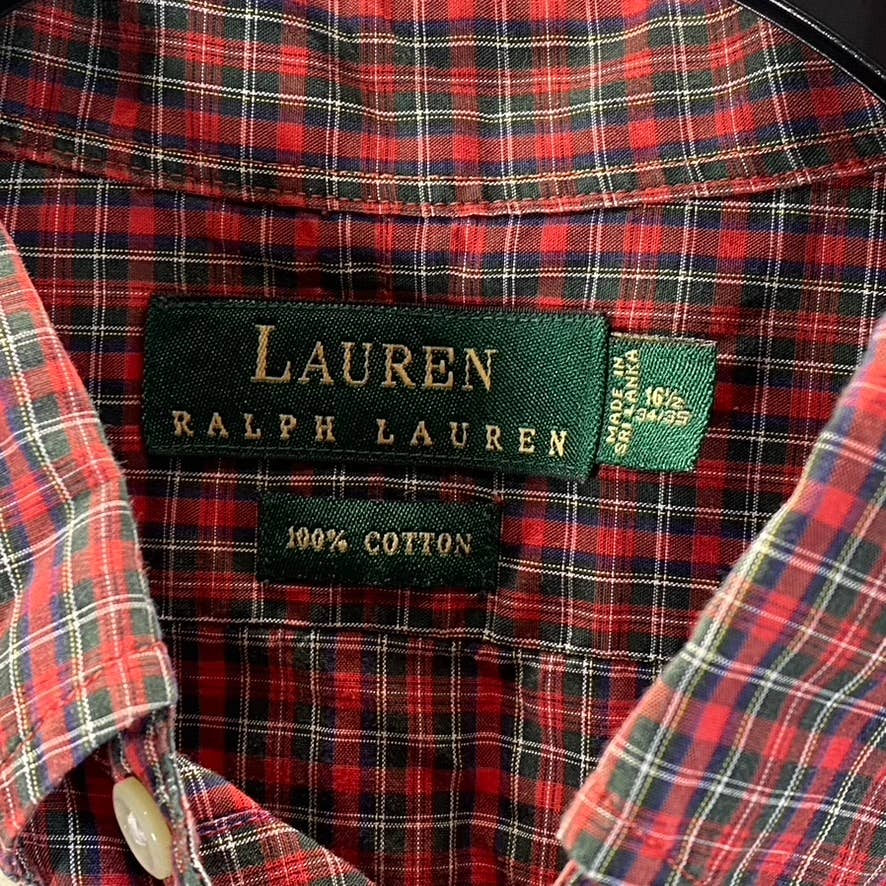 LAUREN
RALPH LAUREN
MADE IN
SRI LANKA
16½
34/35
100% COTTON